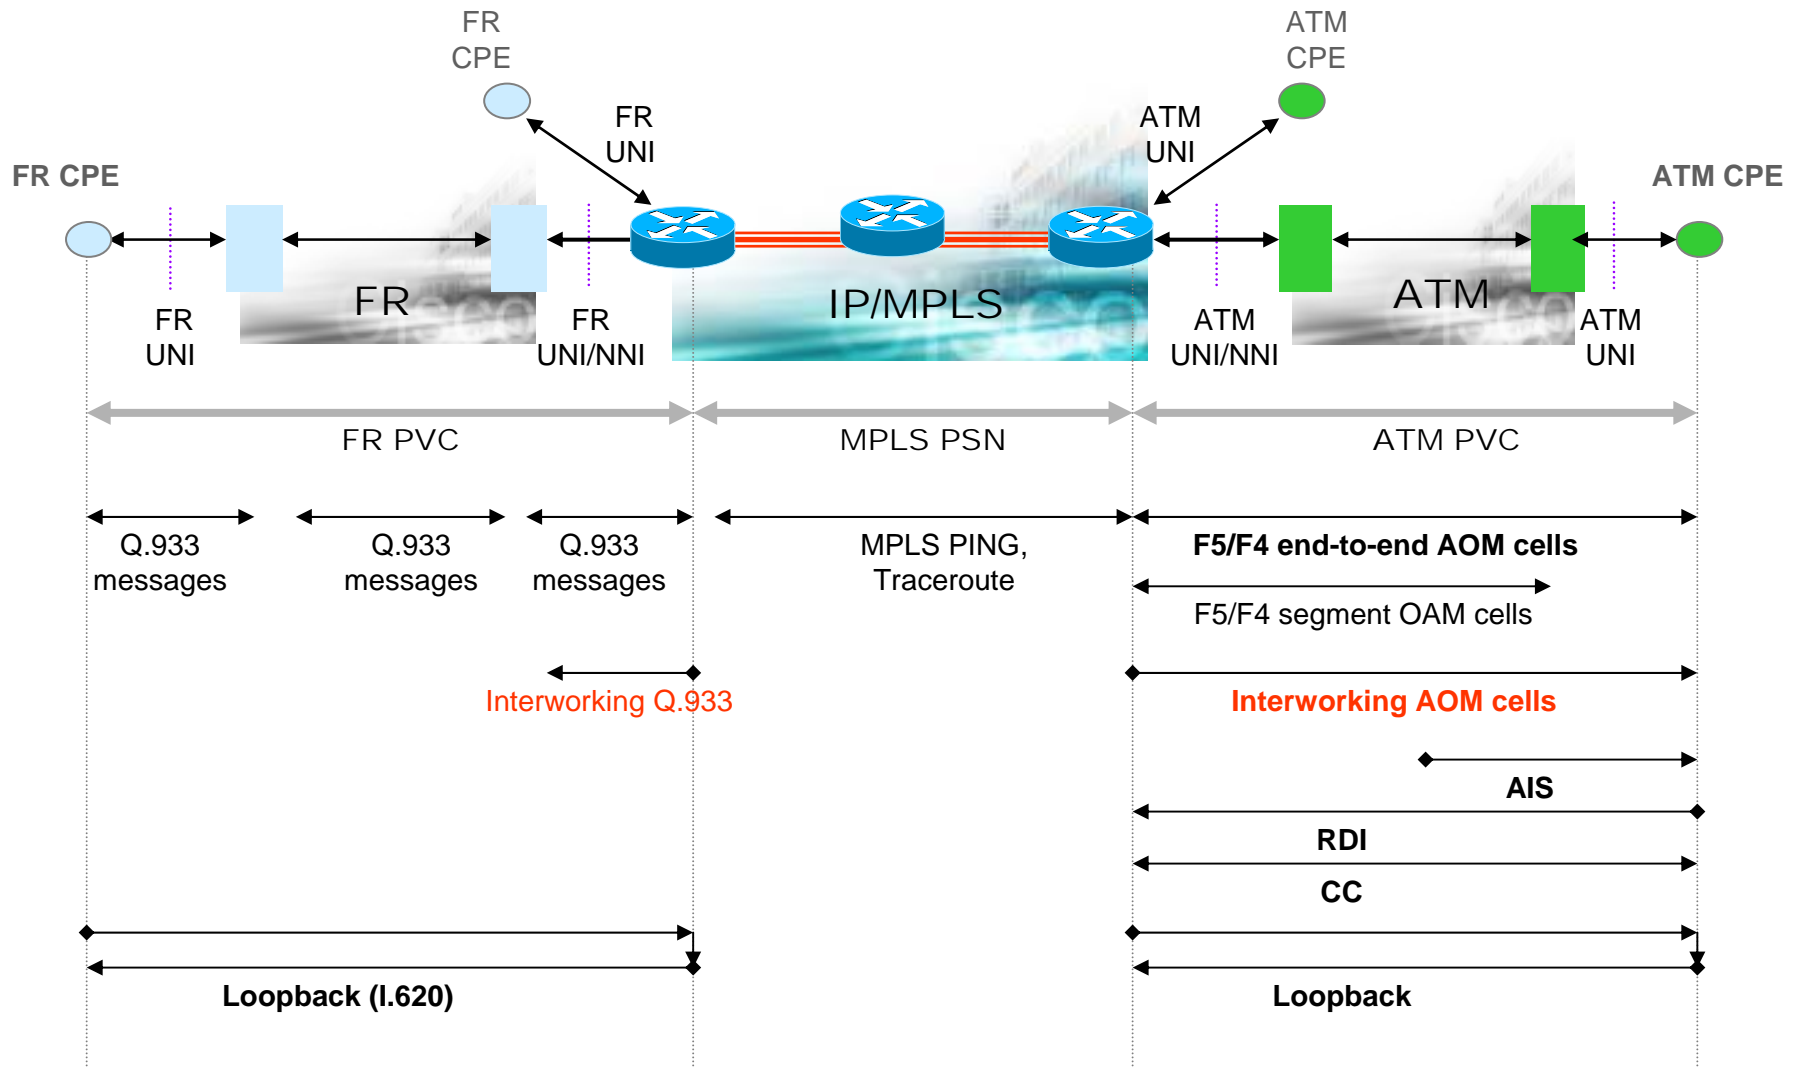 FR
CPE
ATM
CPE
FR
UNI
ATM
UNI
FR CPE
ATM CPE
FR
IP/MPLS
ATM
FR
UNI
FR
UNI/NNI
ATM
UNI/NNI
ATM
UNI
FR PVC
MPLS PSN
ATM PVC
Q.933
messages
Q.933
messages
Q.933
messages
MPLS PING,
Traceroute
F5/F4 end-to-end AOM cells
F5/F4 segment OAM cells
Interworking Q.933
Interworking AOM cells
AIS
RDI
CC
Loopback (I.620)
Loopback